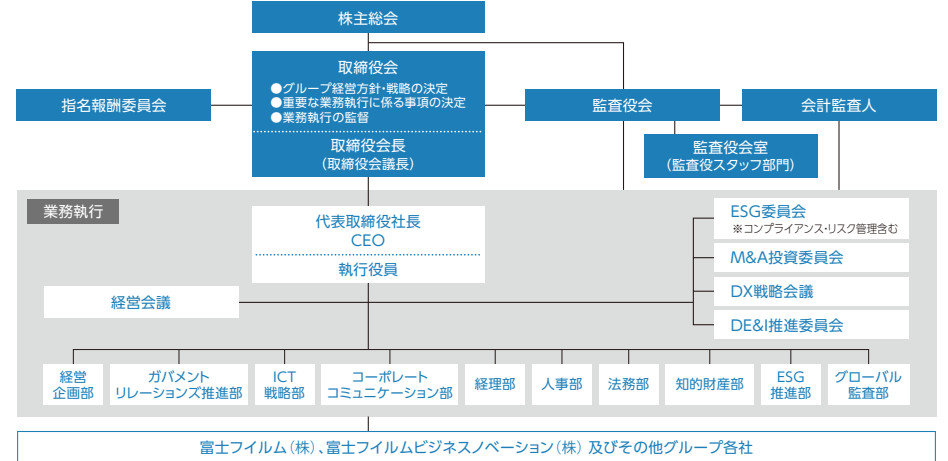 株主総会
取締役会
●グループ経営方針・戦略の決定
●重要な業務執行に係る事項の決定
●業務執行の監督
取締役会長
（取締役会議長）
指名報酬委員会
監査役会
会計監査人
監査役会室
（監査役スタッフ部門）
業務執行
代表取締役社長
CEO
執行役員
経営会議
ESG委員会
※コンプライアンス・リスク管理含む
M&A投資委員会
DX戦略会議
DE&I推進委員会
経営
企画部
ガバメント
リレーションズ推進部
ICT
戦略部
コーポレート
コミュニケーション部
経理部
人事部
法務部
知的財産部
ESG
推進部
グローバル
監査部
富士フイルム（株）、富士フイルムビジネスノベーション（株）及びその他グループ各社